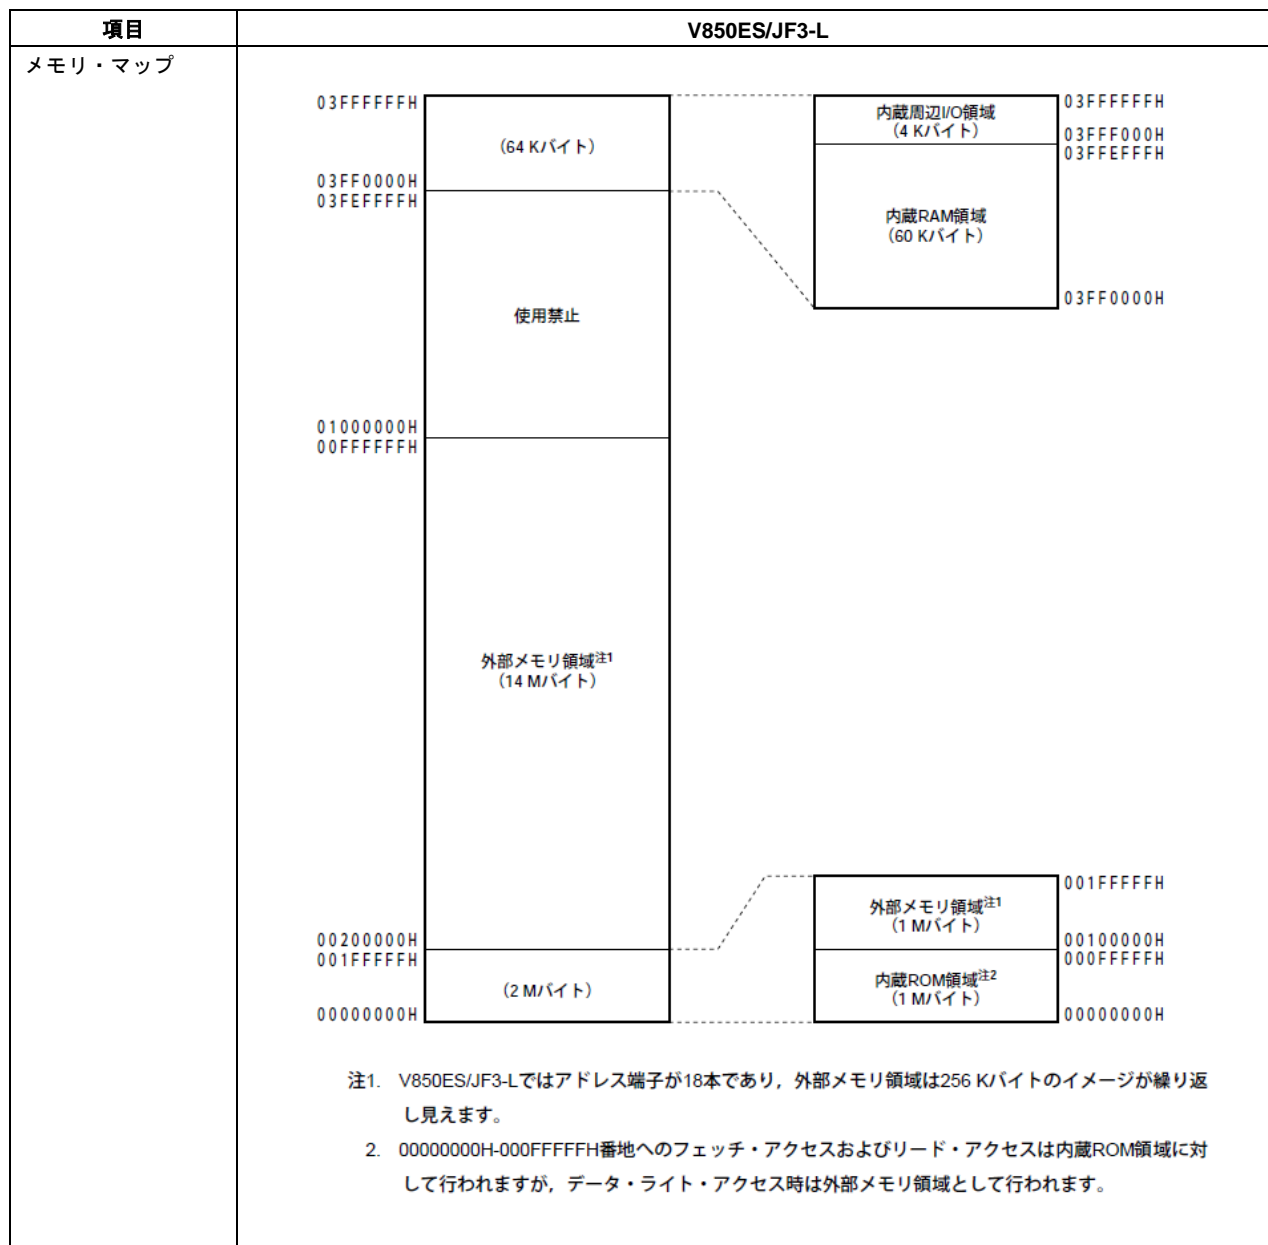 項目
V850ES/JF3-L
メモリ・マップ
03FFFFFFH
(64 Kバイト)
03FF0000H
03FEFFFFH
使用禁止
01000000H
00FFFFFFH
外部メモリ領域注1
(14 Mバイト)
00200000H
001FFFFFH
(2 Mバイト)
00000000H
内蔵周辺I/O領域
(4 Kバイト)
03FFFFFFH
03FFF000H
03FFEFFFH
内蔵RAM領域
(60 Kバイト)
03FF0000H
001FFFFFH
外部メモリ領域注1
(1 Mバイト)
00100000H
000FFFFFH
内蔵ROM領域注2
(1 Mバイト)
00000000H
注1. V850ES/JF3-Lではアドレス端子が18本であり，外部メモリ領域は256 Kバイトのイメージが繰り返
し見えます。
2. 00000000H-000FFFFFH番地へのフェッチ・アクセスおよびリード・アクセスは内蔵ROM領域に対
して行われますが，データ・ライト・アクセス時は外部メモリ領域として行われます。